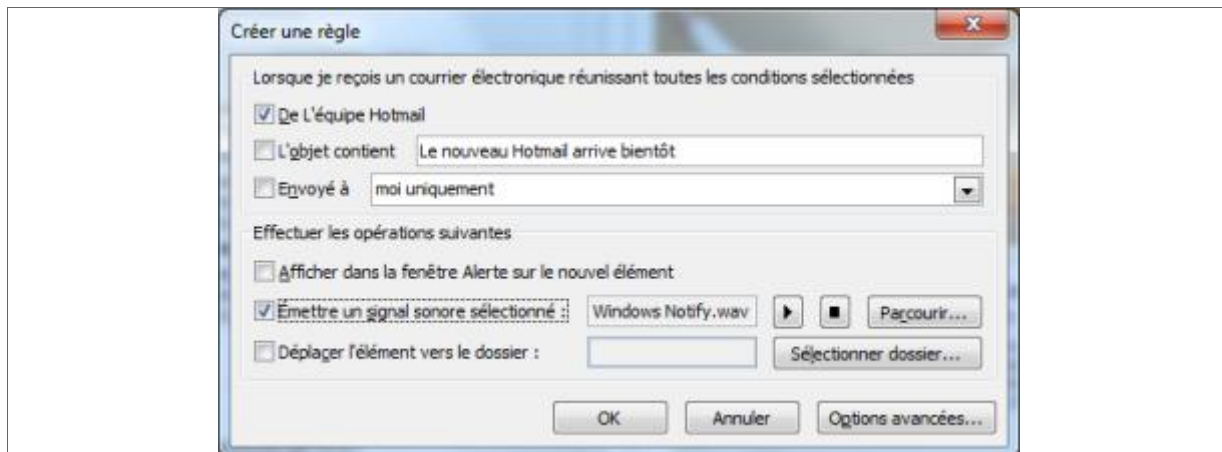 Créer une règle
Lorsque je reçois un courrier électronique réunissant toutes les conditions sélectionnées
De L'équipe Hotmail
L'objet contient Le nouveau Hotmail arrive bientôt
Envoyé à moi uniquement
Effectuer les opérations suivantes
Afficher dans la fenêtre Alerte sur le nouvel élément
Émettre un signal sonore sélectionné : Windows Notify.wav Parcourir...
Déplaçer l'élément vers le dossier : Sélectionner dossier...
OK Annuler Options avancées...